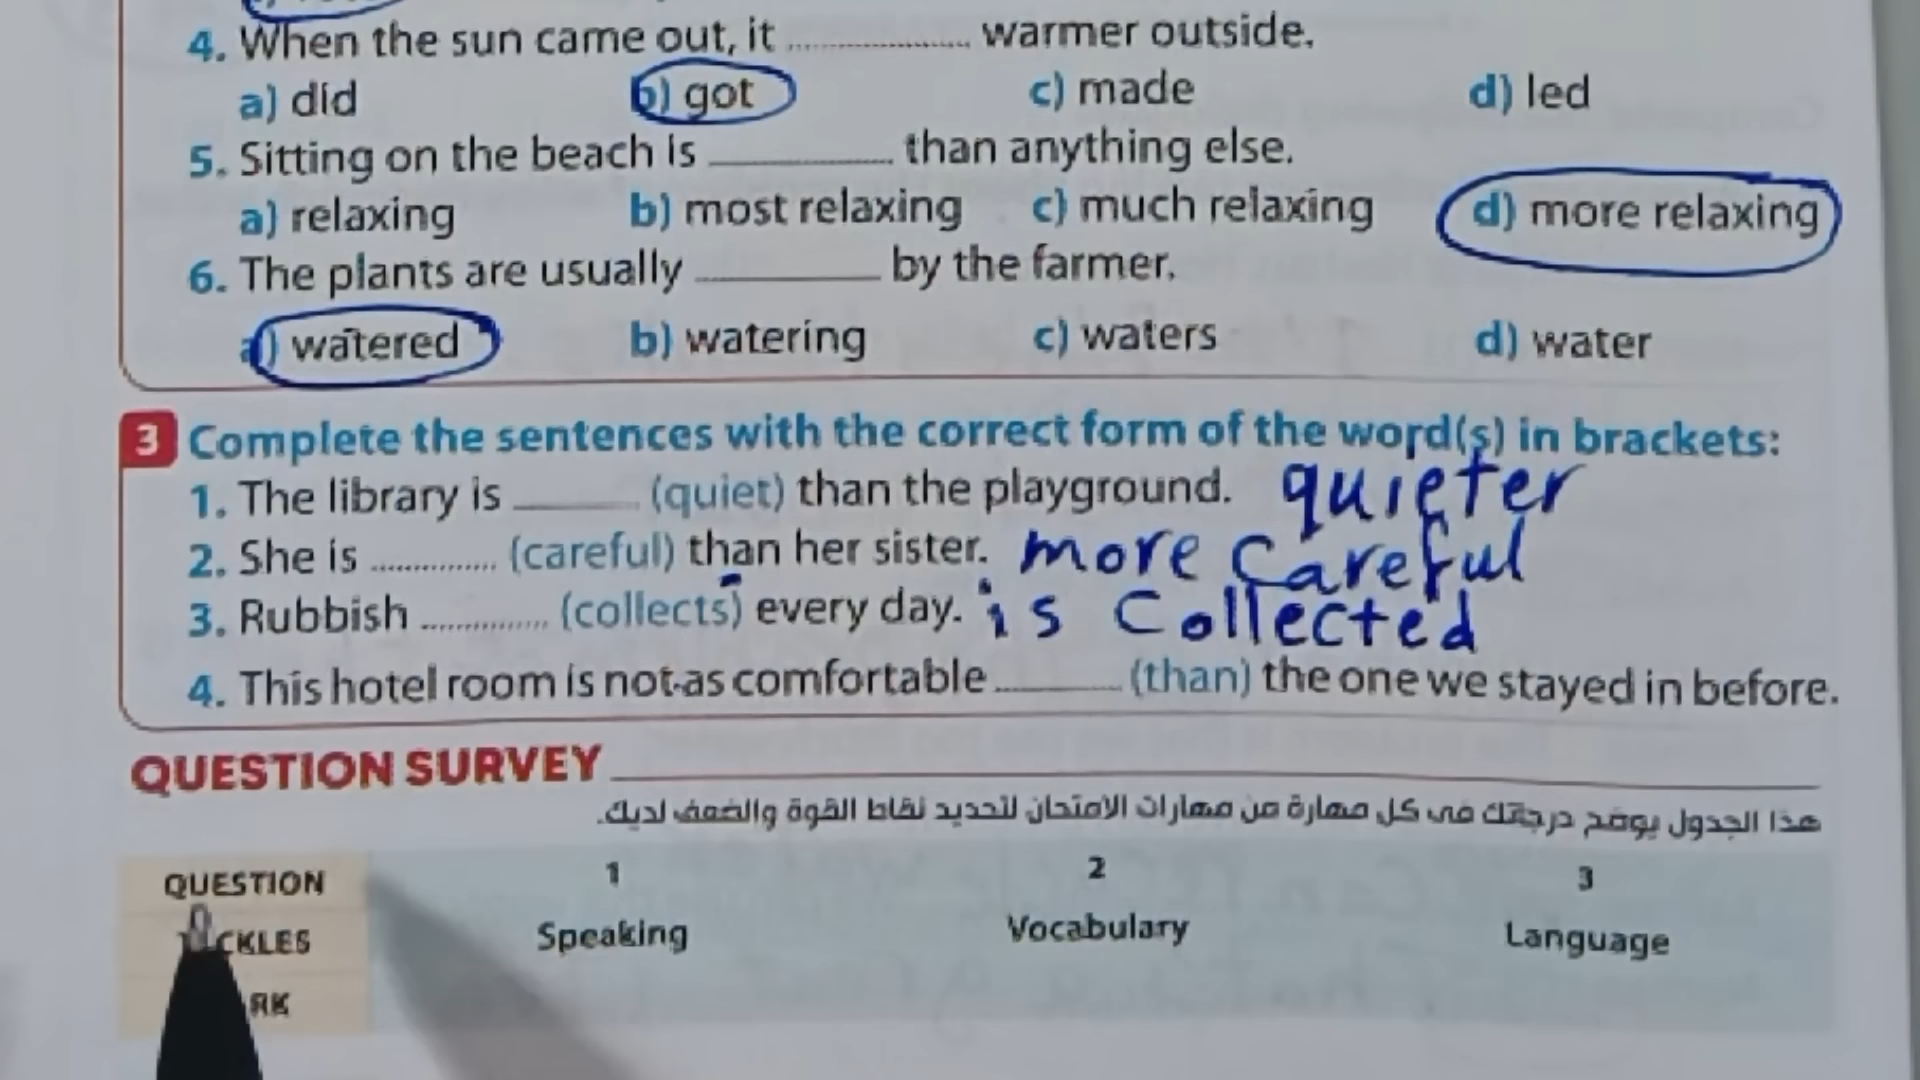 4. When the sun came out, it .................. warmer outside.
a) did b) got c) made d) led
5. Sitting on the beach is __________ than anything else.
a) relaxing b) most relaxing c) much relaxing d) more relaxing
6. The plants are usually __________ by the farmer.
a) watered b) watering c) waters d) water
3 Complete the sentences with the correct form of the word(s) in brackets:
1. The library is ________ (quiet) than the playground. quieter
2. She is .............. (careful) than her sister. more careful
3. Rubbish .............. (collects) every day. is Collected
4. This hotel room is not as comfortable ________ (than) the one we stayed in before.
QUESTION SURVEY
هذا الجدول يوضح درجتك في كل مهارة من مهارات الامتحان لتحديد نقاط القوة والضعف لديك.
QUESTION 1 2 3
CKLES Speaking Vocabulary Language
RK